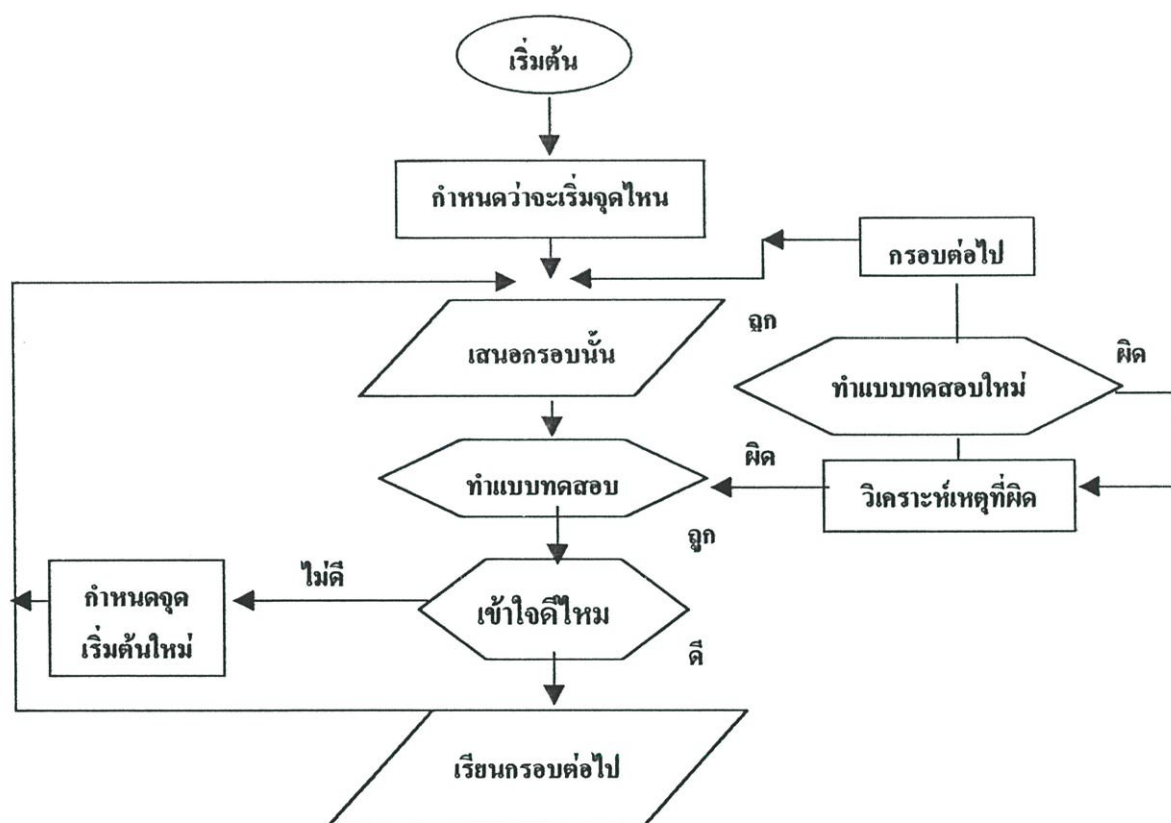 เริ่มต้น
กำหนดว่าจะเริ่มจุดไหน
กรอบต่อไป
ถูก
เสนอกรอบนั้น
ผิด
ทำแบบทดสอบใหม่
ผิด
ทำแบบทดสอบ
วิเคราะห์เหตุที่ผิด
ถูก
ไม่ดี
กำหนดจุด
เริ่มต้นใหม่
เข้าใจดีไหม
ดี
เรียนกรอบต่อไป